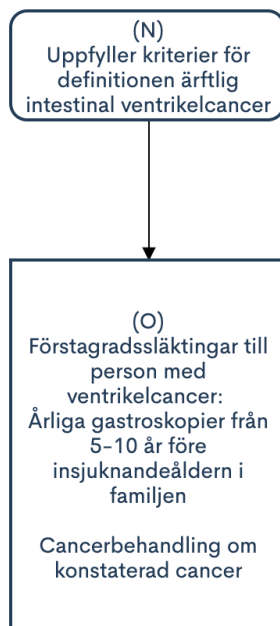 (N)
Uppfyller kriterier för
definitionen ärftlig
intestinal ventrikelcancer
(O)
Förstagradssläktingar till
person med
ventrikelcancer:
Årliga gastroskopier från
5-10 år före
insjuknandeåldern i
familjen
Cancerbehandling om
konstaterad cancer